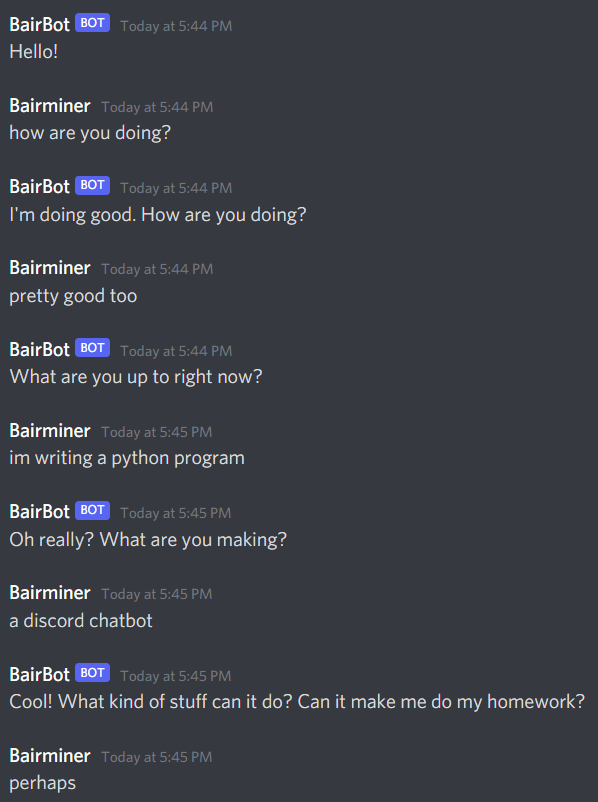 BairBot BOT Today at 5:44 PM
Hello!
Bairminer Today at 5:44 PM
how are you doing?
BairBot BOT Today at 5:44 PM
I'm doing good. How are you doing?
Bairminer Today at 5:44 PM
pretty good too
BairBot BOT Today at 5:44 PM
What are you up to right now?
Bairminer Today at 5:45 PM
im writing a python program
BairBot BOT Today at 5:45 PM
Oh really? What are you making?
Bairminer Today at 5:45 PM
a discord chatbot
BairBot BOT Today at 5:45 PM
Cool! What kind of stuff can it do? Can it make me do my homework?
Bairminer Today at 5:45 PM
perhaps